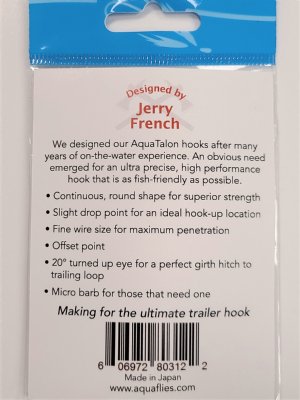 Designed by
Jerry
French
We designed our AquaTalon hooks after many
years of on-the-water experience. An obvious need
emerged for an ultra precise, high performance
hook that is as fish-friendly as possible.
• Continuous, round shape for superior strength
• Slight drop point for an ideal hook-up location
• Fine wire size for maximum penetration
• Offset point
• 20° turned up eye for a perfect girth hitch to
trailing loop
• Micro barb for those that need one
Making for the ultimate trailer hook
6 06972 80312 2
Made in Japan
www.aquaflies.com